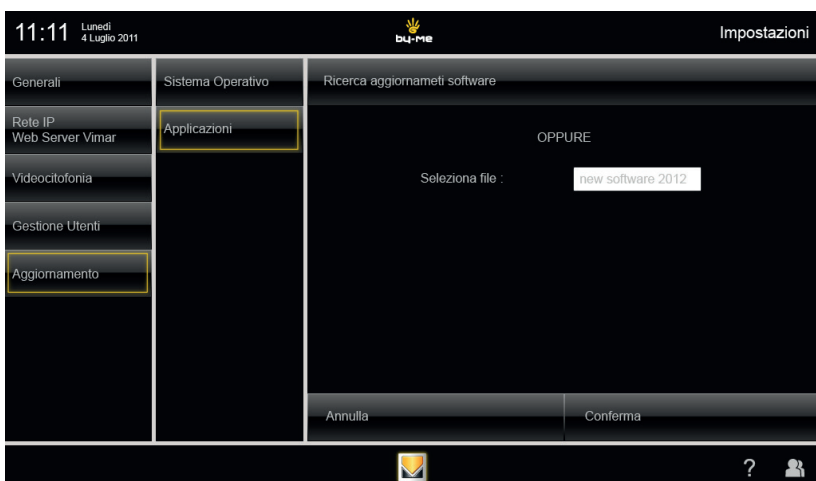 11:11
Lunedì
4 Luglio 2011
by-me
Impostazioni
Generali
Rete IP
Web Server Vimar
Videocitofonia
Gestione Utenti
Aggiornamento
Sistema Operativo
Applicazioni
Ricerca aggiornameti software
OPPURE
Seleziona file :
new software 2012
Annulla
Conferma
?